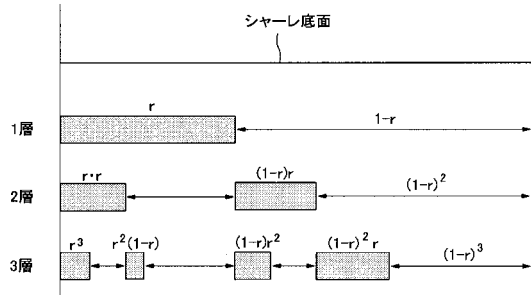 シャーレ底面
1層 r 1-r
2層 r・r (1-r)r (1-r)²
3層 r³ r²(1-r) (1-r)r² (1-r)² r (1-r)³